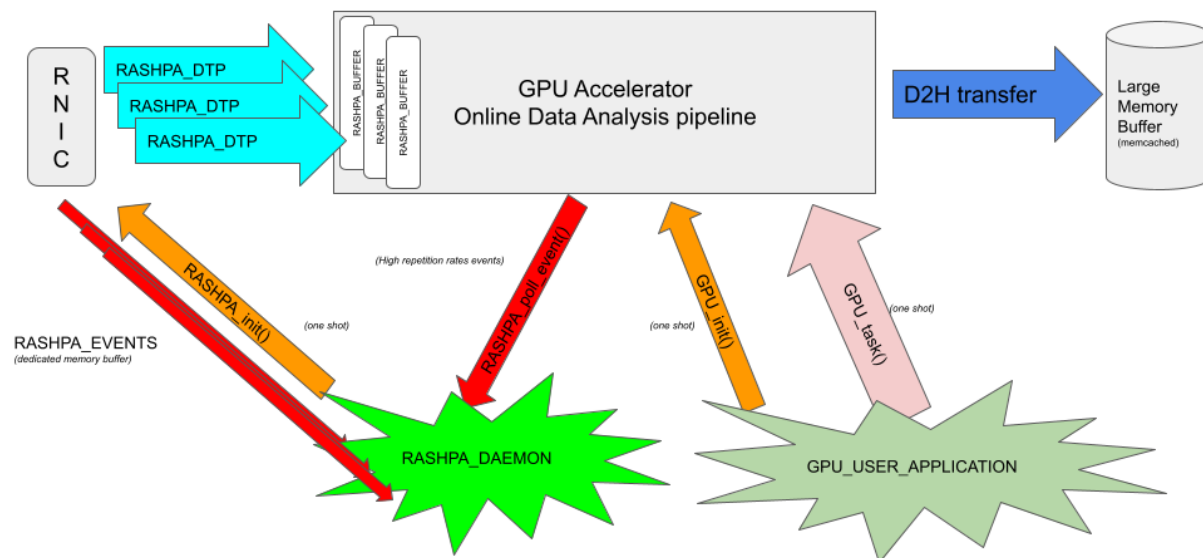 R
N
I
C
RASHPA_DTP
RASHPA_DTP
RASHPA_DTP
RASHPA_BUFFER
RASHPA_BUFFER
RASHPA_BUFFER
GPU Accelerator
Online Data Analysis pipeline
D2H transfer
Large
Memory
Buffer
(memcached)
RASHPA_EVENTS
(dedicated memory buffer)
RASHPA_init()
(one shot)
(High repetition rates events)
RASHPA_poll_event()
(one shot)
GPU_init()
GPU_task()
(one shot)
RASHPA_DAEMON
GPU_USER_APPLICATION